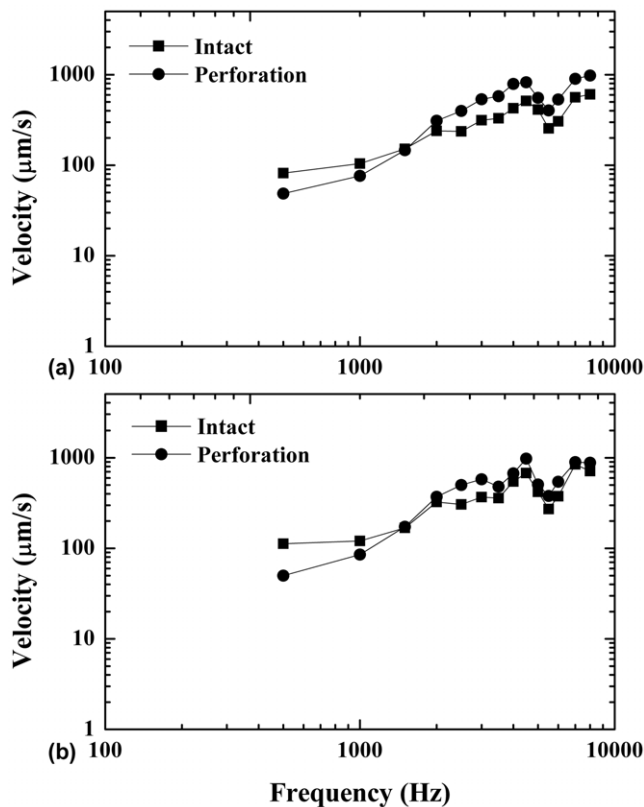 Intact
Perforation
1000
100
10
1
Velocity (μm/s)
(a)
100
1000
10000
Intact
Perforation
1000
100
10
1
Velocity (μm/s)
(b)
100
1000
10000
Frequency (Hz)